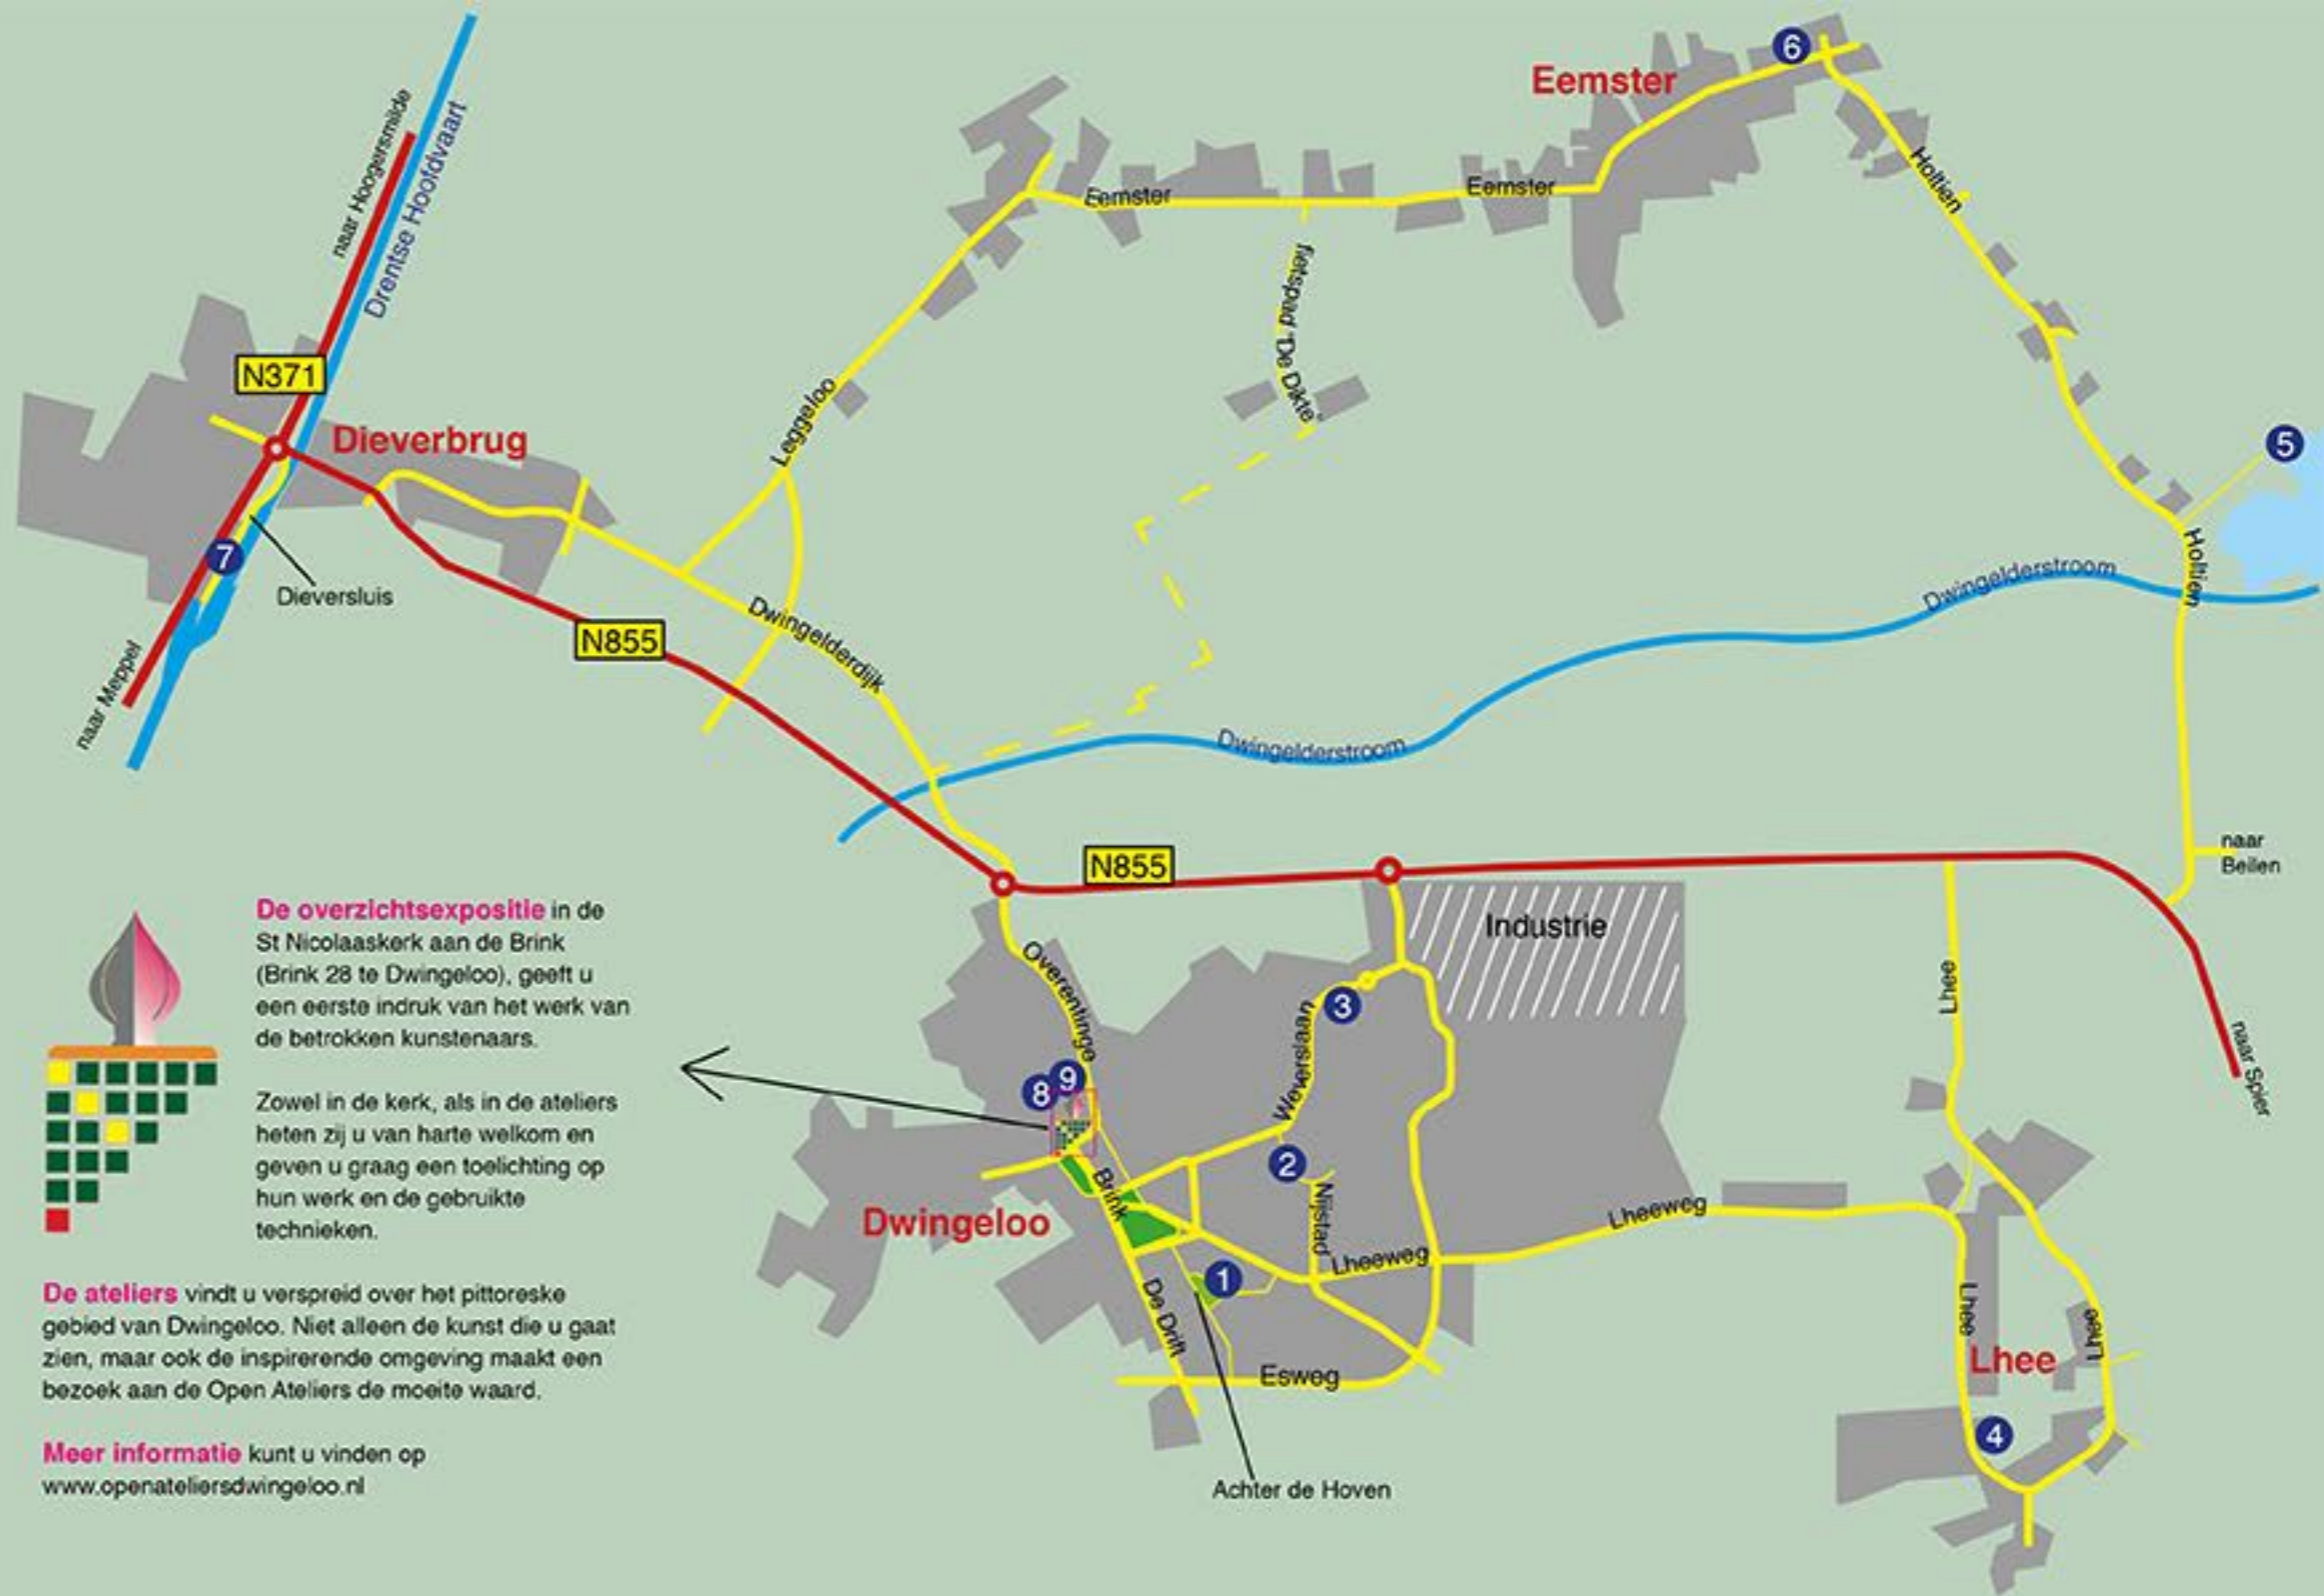 6
Eemster
naar Hoogersmilde
Drentse Hoofdvaart
Eemster
Eemster
Holtien
fietspad "De Dikte"
N371
Dieverbrug
Leggeloo
5
7
Dieversluis
Holtien
Dwingelderstroom
Dwingelderdijk
N855
naar Meppel
Dwingelderstroom
naar
Beilen
N855
De overzichtsexpositie in de
St Nicolaaskerk aan de Brink
(Brink 28 te Dwingeloo), geeft u
een eerste indruk van het werk van
de betrokken kunstenaars.
Zowel in de kerk, als in de ateliers
heten zij u van harte welkom en
geven u graag een toelichting op
hun werk en de gebruikte
technieken.
De ateliers vindt u verspreid over het pittoreske
gebied van Dwingeloo. Niet alleen de kunst die u gaat
zien, maar ook de inspirerende omgeving maakt een
bezoek aan de Open Ateliers de moeite waard.
Meer informatie kunt u vinden op
www.openateliersdwingeloo.nl
Industrie
Overentinge
3
Weverslaan
Lhee
naar Spier
8
9
2
Brink
Nijstad
Dwingeloo
Lheeweg
Lheeweg
1
De Drift
Lhee
Lhee
Lhee
Esweg
4
Achter de Hoven